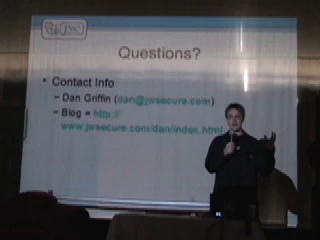 Questions?
• Contact Info
– Dan Griffin (dan@jwsecure.com)
– Blog = http://
www.jwsecure.com/dan/index.html